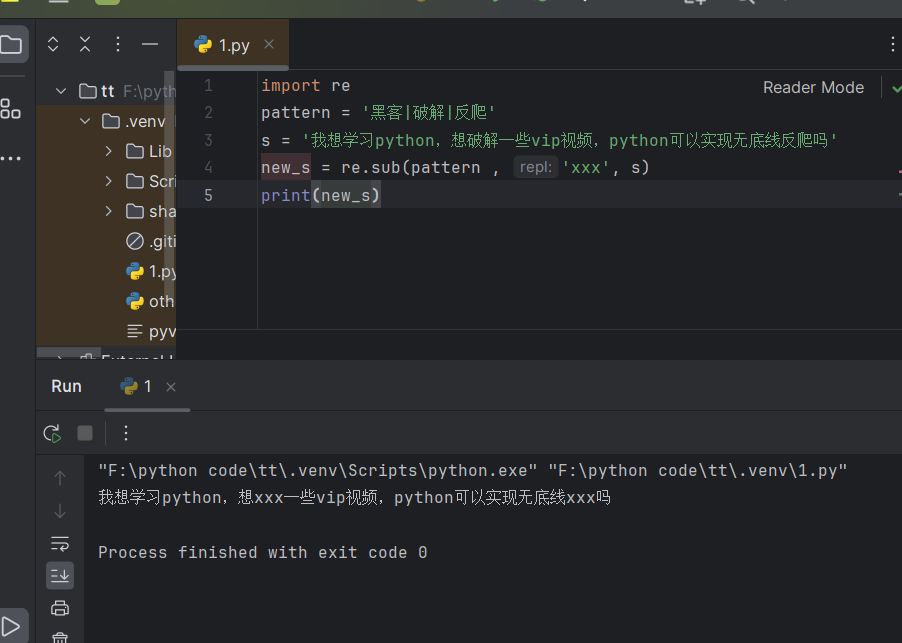 1.py
tt F:\pyth
.venv
Lib
Scri
sha
.giti
1.py
oth
pyv
Reader Mode
1 import re
2 pattern = '黑客|破解|反爬'
3 s = '我想学习python，想破解一些vip视频，python可以实现无底线反爬吗'
4 new_s = re.sub(pattern , repl: 'xxx', s)
5 print(new_s)
Run 1
"F:\python code\tt\.venv\Scripts\python.exe" "F:\python code\tt\.venv\1.py"
我想学习python，想xxx一些vip视频，python可以实现无底线xxx吗
Process finished with exit code 0